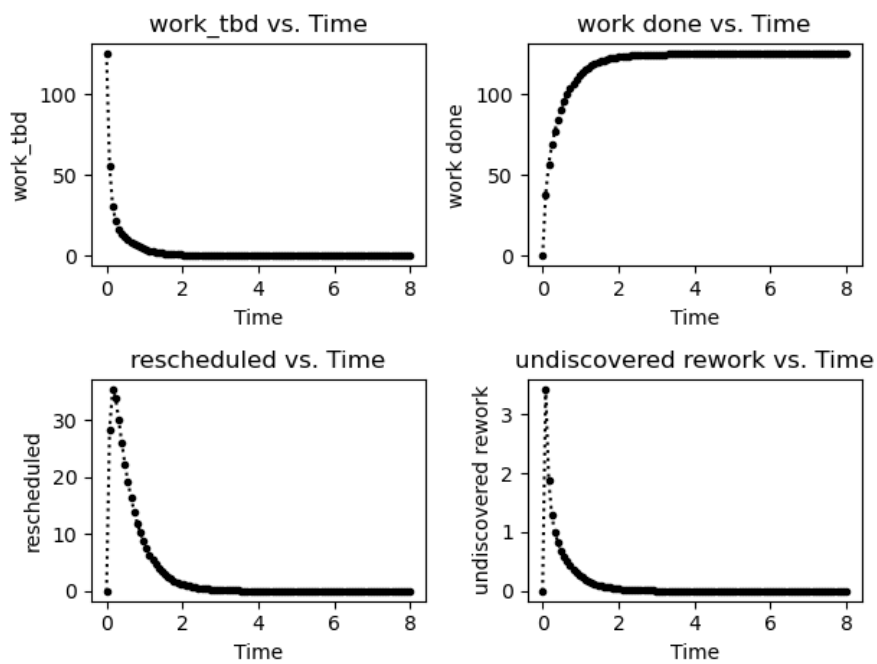 work_tbd vs. Time
work_tbd
100
50
0
0 2 4 6 8
Time
work done vs. Time
work done
100
50
0
0 2 4 6 8
Time
rescheduled vs. Time
rescheduled
30
20
10
0
0 2 4 6 8
Time
undiscovered rework vs. Time
undiscovered rework
3
2
1
0
0 2 4 6 8
Time